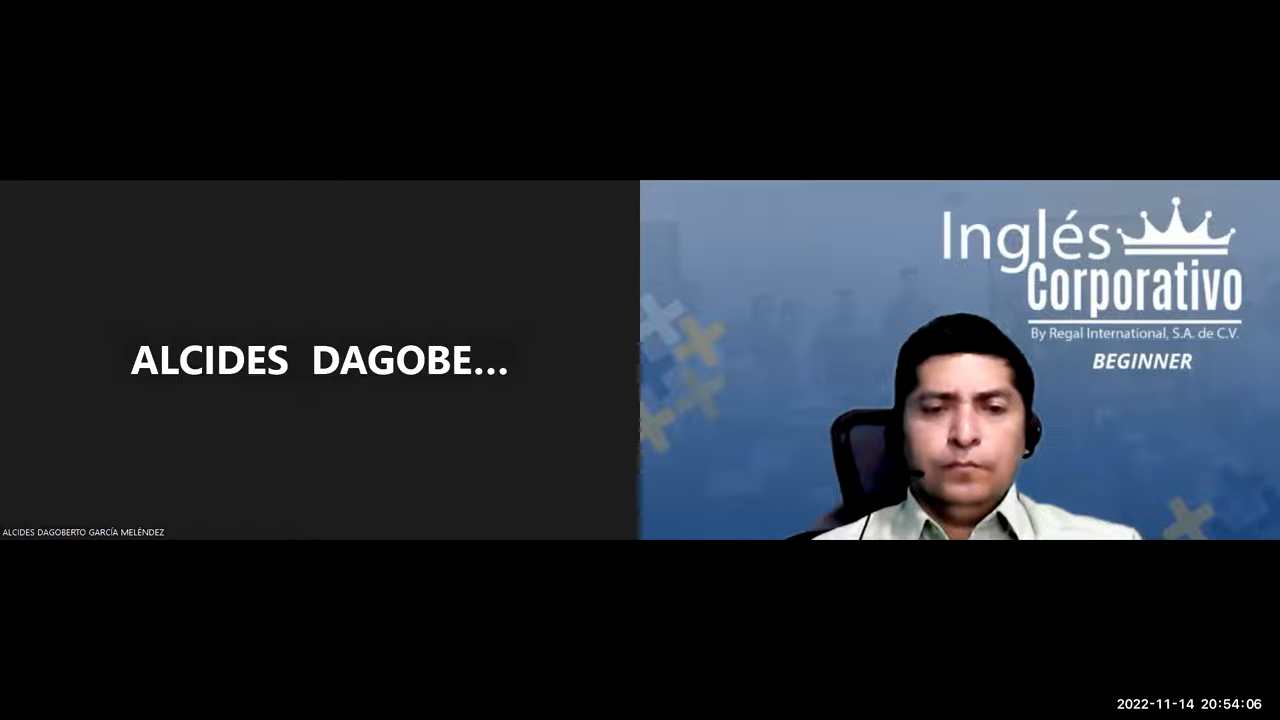 ALCIDES DAGOBE...
ALCIDES DAGOBERTO GARCÍA MELÉNDEZ
Inglés
Corporativo
By Regal International, S.A. de C.V.
BEGINNER
2022-11-14 20:54:06